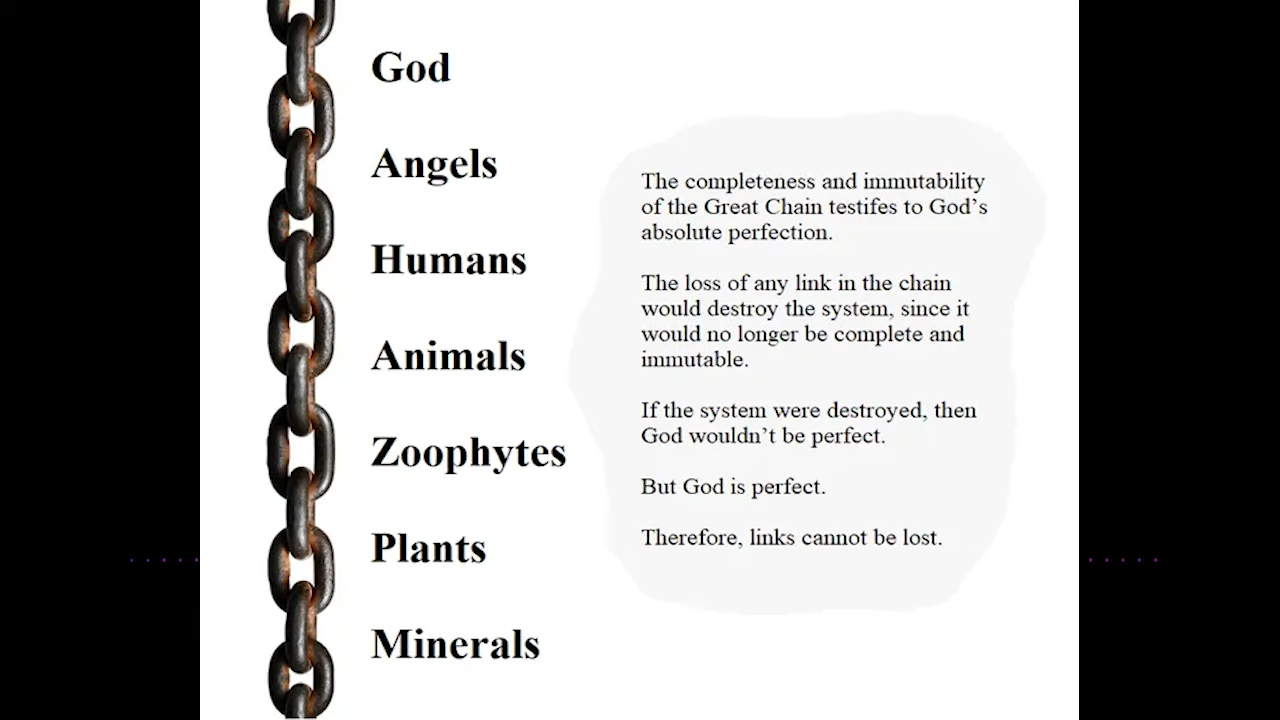 God
Angels
Humans
Animals
Zoophytes
Plants
Minerals
The completeness and immutability
of the Great Chain testifes to God's
absolute perfection.
The loss of any link in the chain
would destroy the system, since it
would no longer be complete and
immutable.
If the system were destroyed, then
God wouldn't be perfect.
But God is perfect.
Therefore, links cannot be lost.